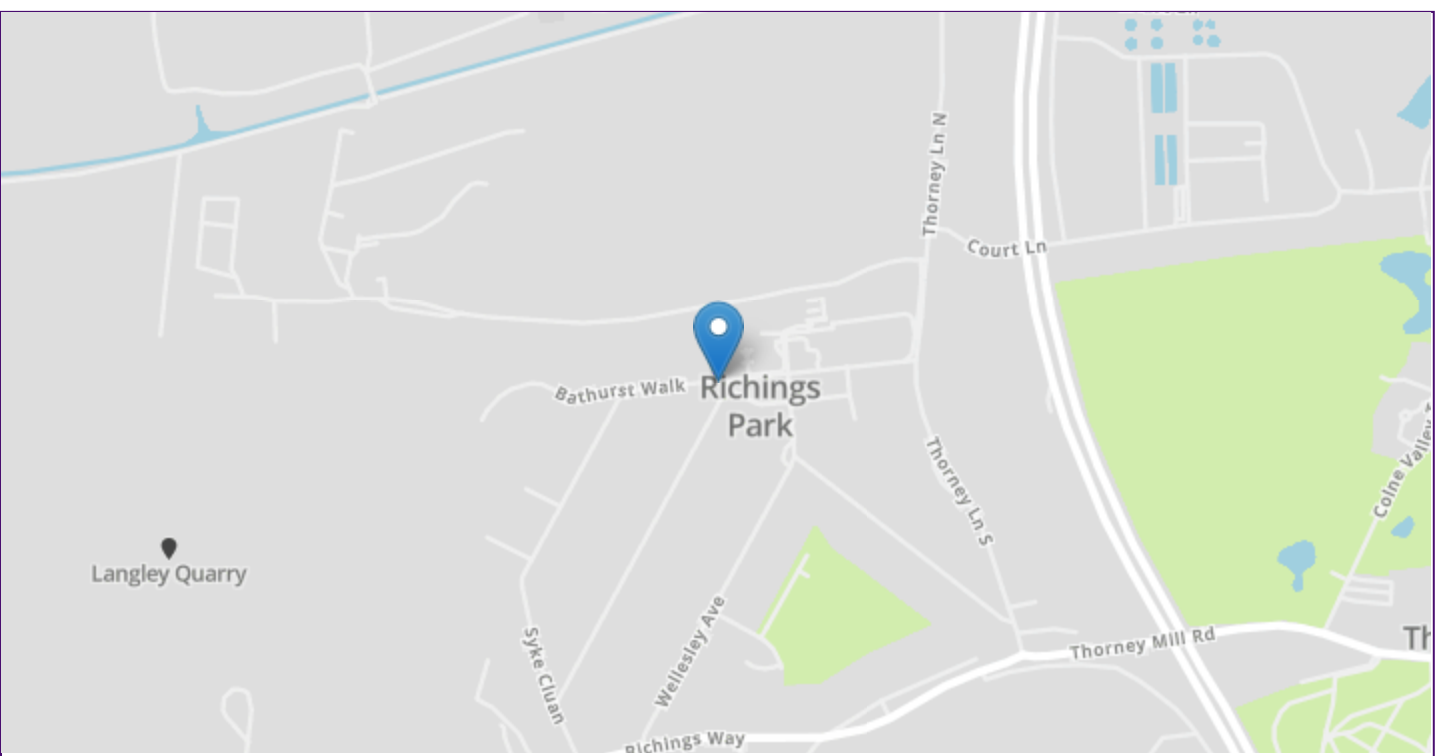 Thorney Ln N
Court Ln
Bathurst Walk
Richings
Park
Thorney Ln S
Colne Valley
Langley Quarry
Syke Cluan
Wellesley Ave
Thorney Mill Rd
Th
Richings Way